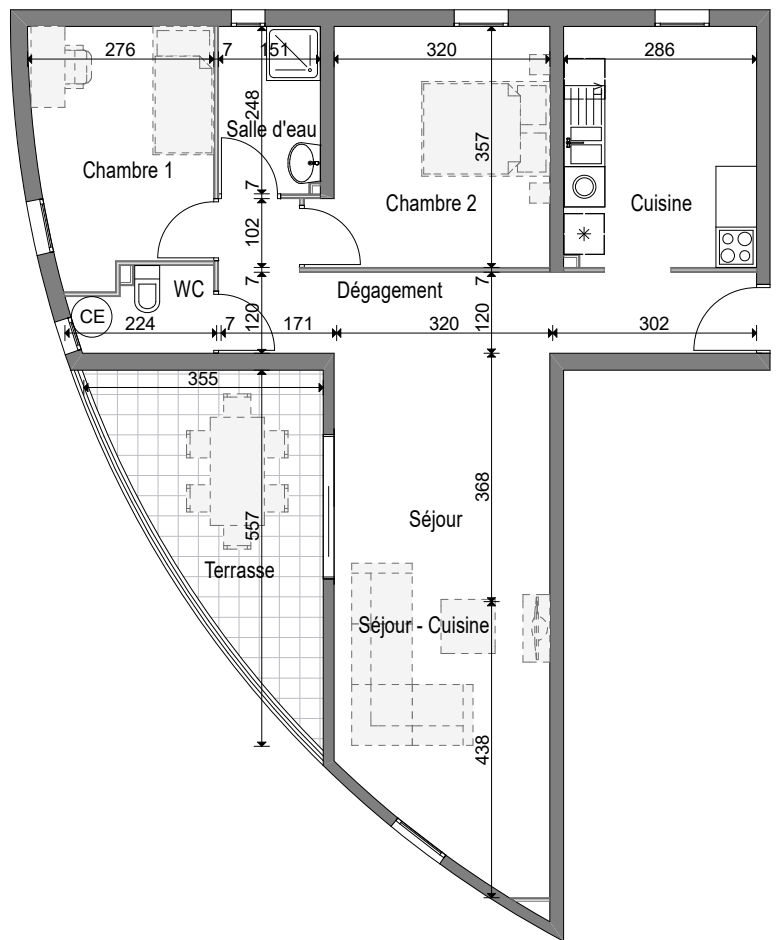 276
7
151
320
286
248
Salle d'eau
357
Chambre 1
7
Chambre 2
Cuisine
102
7
WC
Dégagement
7
CE
224
7
120
171
320
120
302
355
368
Séjour
557
Terrasse
Séjour - Cuisine
438